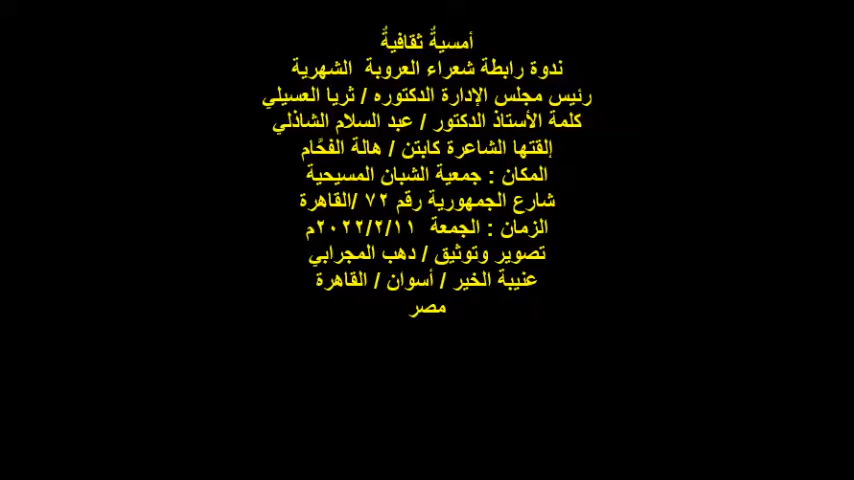 أمسيةٌ ثقافيةٌ
ندوة رابطة شعراء العروبة الشهرية
رئيس مجلس الإدارة الدكتوره / ثريا العسيلي
كلمة الأستاذ الدكتور / عبد السلام الشاذلي
إلقتها الشاعرة كابتن / هالة الفحًام
المكان : جمعية الشبان المسيحية
شارع الجمهورية رقم ٧٢ /القاهرة
الزمان : الجمعة ٢٠٢٢/٢/١١م
تصوير وتوثيق / دهب المجرابي
عنيبة الخير / أسوان / القاهرة
مصر